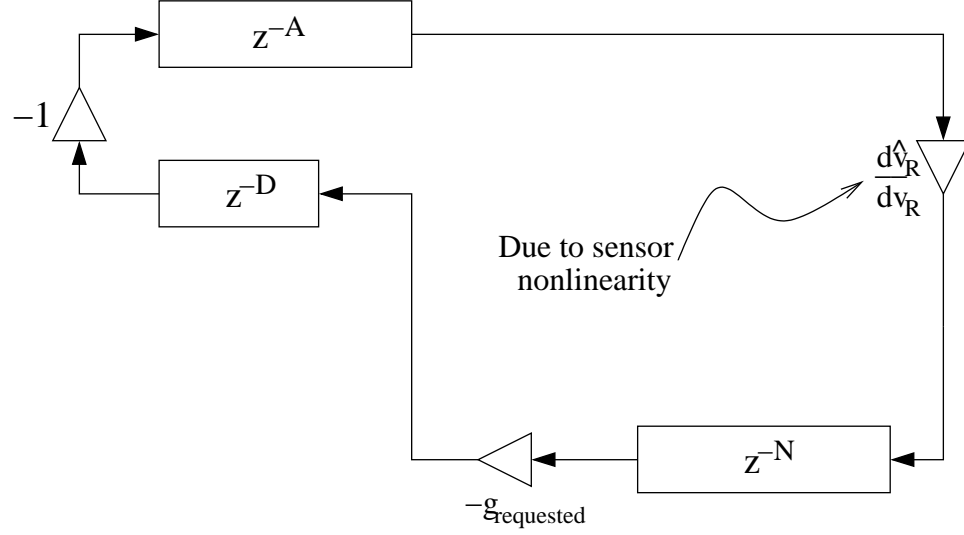 z⁻ᴬ
−1
z⁻ᴰ
dv̂_R
dv_R
Due to sensor
nonlinearity
z⁻ᴺ
−g_requested